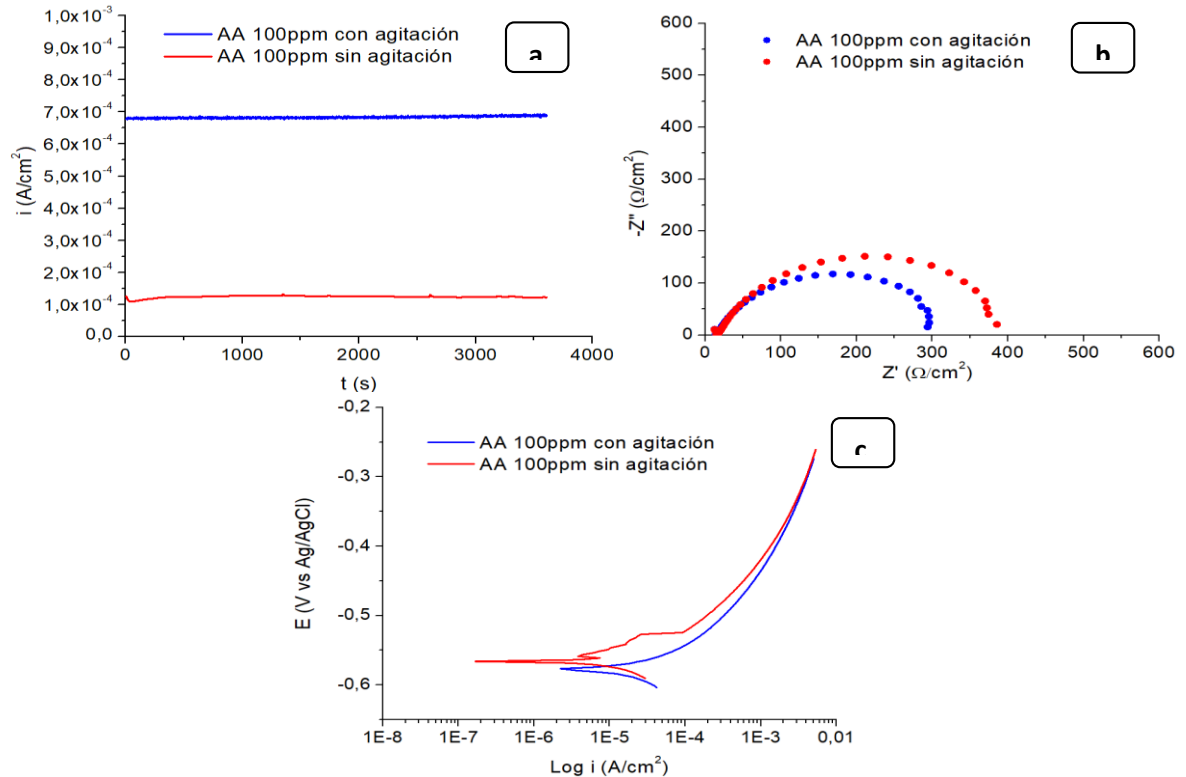 1,0x10⁻³
9,0x10⁻⁴
8,0x10⁻⁴
7,0x10⁻⁴
6,0x10⁻⁴
5,0x10⁻⁴
4,0x10⁻⁴
3,0x10⁻⁴
2,0x10⁻⁴
1,0x10⁻⁴
0,0
i (A/cm²)
AA 100ppm con agitación
AA 100ppm sin agitación
a
0 1000 2000 3000 4000
t (s)
600
500
400
300
200
100
0
-Z'' (Ω/cm²)
AA 100ppm con agitación
AA 100ppm sin agitación
b
0 100 200 300 400 500 600
Z' (Ω/cm²)
-0,2
-0,3
-0,4
-0,5
-0,6
E (V vs Ag/AgCl)
AA 100ppm con agitación
AA 100ppm sin agitación
c
1E-8 1E-7 1E-6 1E-5 1E-4 1E-3 0,01
Log i (A/cm²)